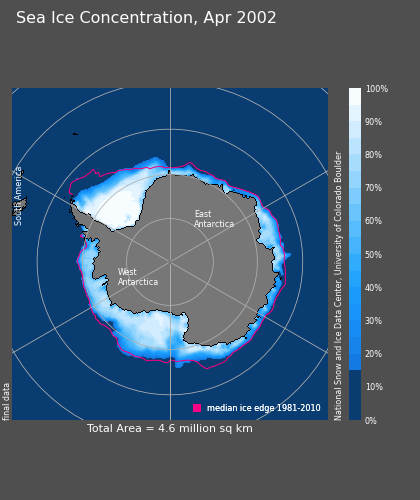 Sea Ice Concentration, Apr 2002
South America
East
Antarctica
West
Antarctica
final data
median ice edge 1981-2010
Total Area = 4.6 million sq km
National Snow and Ice Data Center, University of Colorado Boulder
100%
90%
80%
70%
60%
50%
40%
30%
20%
10%
0%